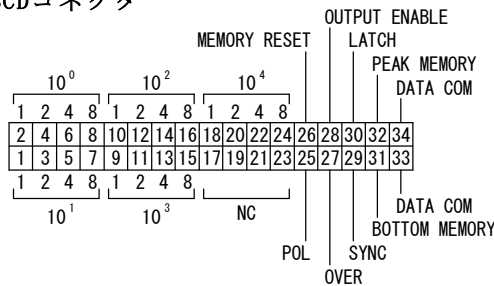 BCDコネクタ
OUTPUT ENABLE
MEMORY RESET LATCH
PEAK MEMORY
10⁰ 10² 10⁴ DATA COM
1 2 4 8 1 2 4 8 1 2 4 8
2 4 6 8 10 12 14 16 18 20 22 24 26 28 30 32 34
1 3 5 7 9 11 13 15 17 19 21 23 25 27 29 31 33
1 2 4 8 1 2 4 8
10¹ 10³ NC DATA COM
BOTTOM MEMORY
POL SYNC
OVER